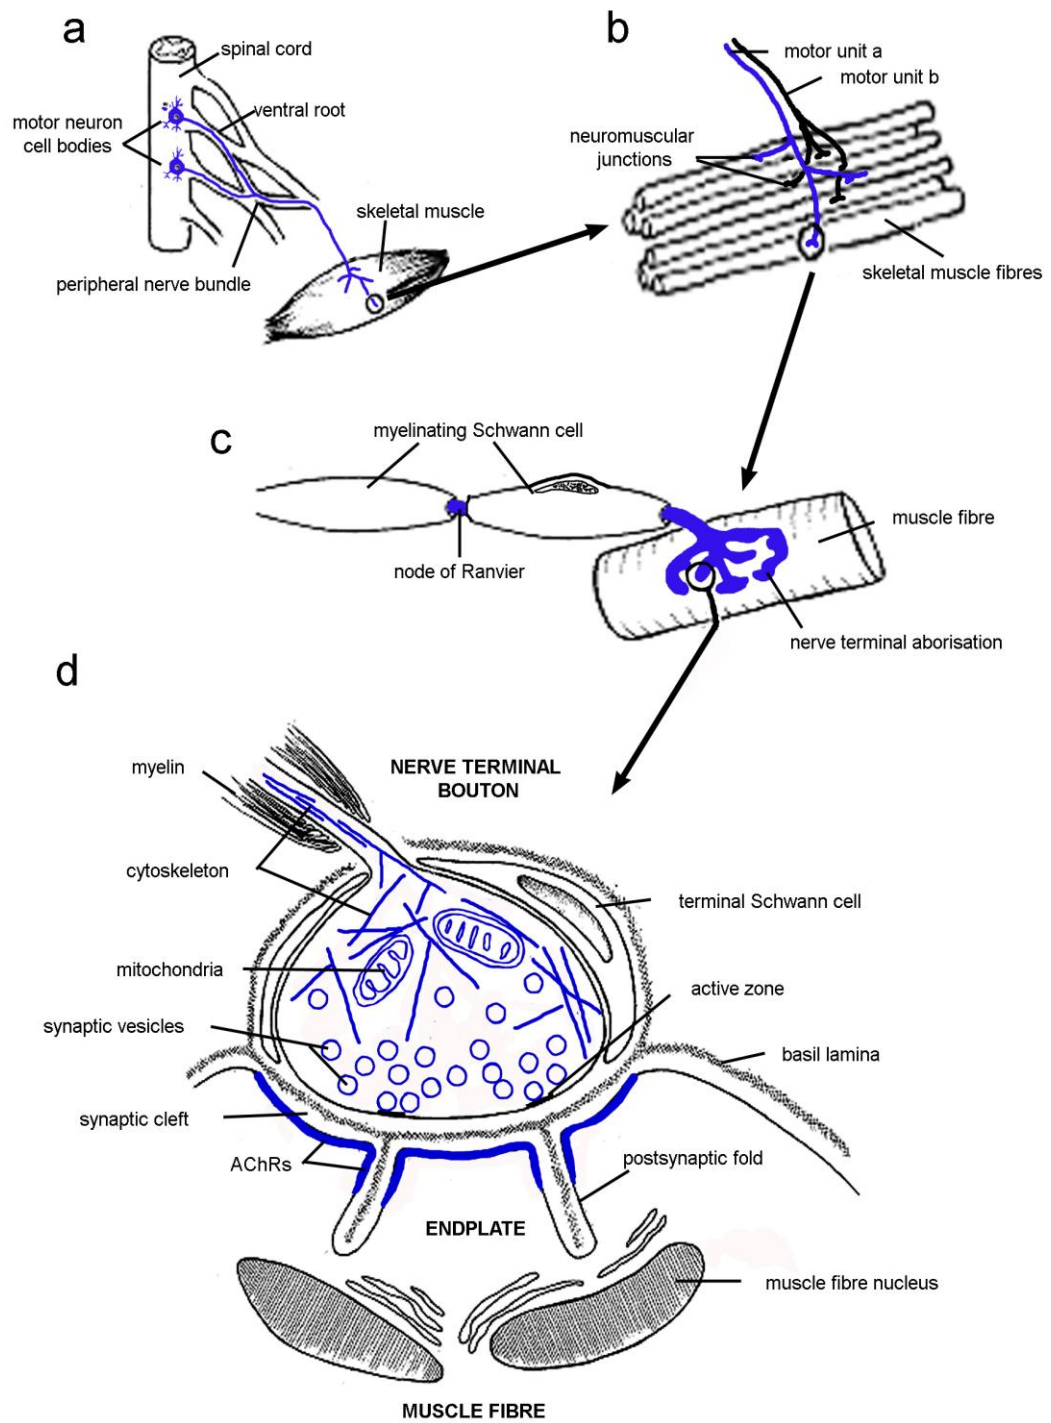 a
spinal cord
ventral root
motor neuron
cell bodies
skeletal muscle
peripheral nerve bundle
b
motor unit a
motor unit b
neuromuscular
junctions
skeletal muscle fibres
c
myelinating Schwann cell
muscle fibre
node of Ranvier
nerve terminal aborisation
d
myelin
NERVE TERMINAL
BOUTON
cytoskeleton
terminal Schwann cell
mitochondria
active zone
synaptic vesicles
basil lamina
synaptic cleft
AChRs
postsynaptic fold
ENDPLATE
muscle fibre nucleus
MUSCLE FIBRE